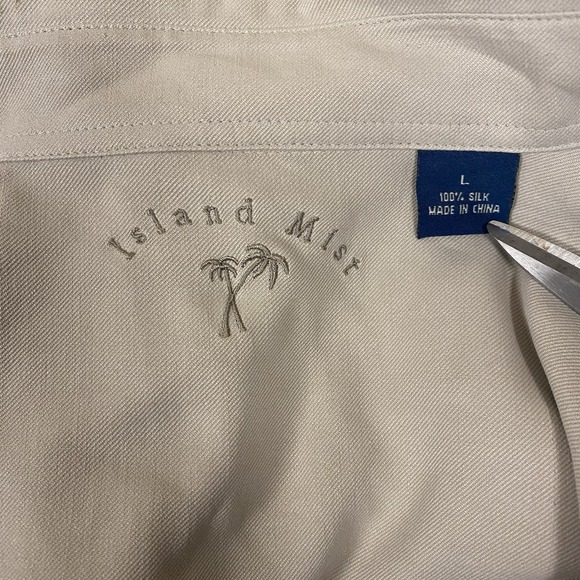 Island Mist
L
100% SILK
MADE IN CHINA